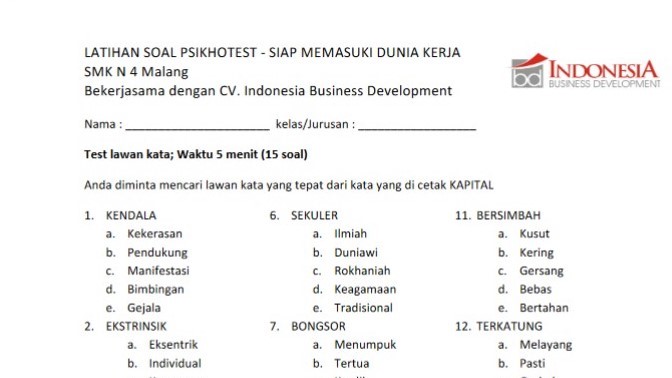 LATIHAN SOAL PSIKHOTEST - SIAP MEMASUKI DUNIA KERJA
SMK N 4 Malang
Bekerjasama dengan CV. Indonesia Business Development
bd INDONESIA
BUSINESS DEVELOPMENT
Nama : ______________________ kelas/Jurusan : __________________
Test lawan kata; Waktu 5 menit (15 soal)
Anda diminta mencari lawan kata yang tepat dari kata yang di cetak KAPITAL
1. KENDALA
a. Kekerasan
b. Pendukung
c. Manifestasi
d. Bimbingan
e. Gejala
2. EKSTRINSIK
a. Eksentrik
b. Individual
6. SEKULER
a. Ilmiah
b. Duniawi
c. Rokhaniah
d. Keagamaan
e. Tradisional
7. BONGSOR
a. Menumpuk
b. Tertua
11. BERSIMBAH
a. Kusut
b. Kering
c. Gersang
d. Bebas
e. Bertahan
12. TERKATUNG
a. Melayang
b. Pasti